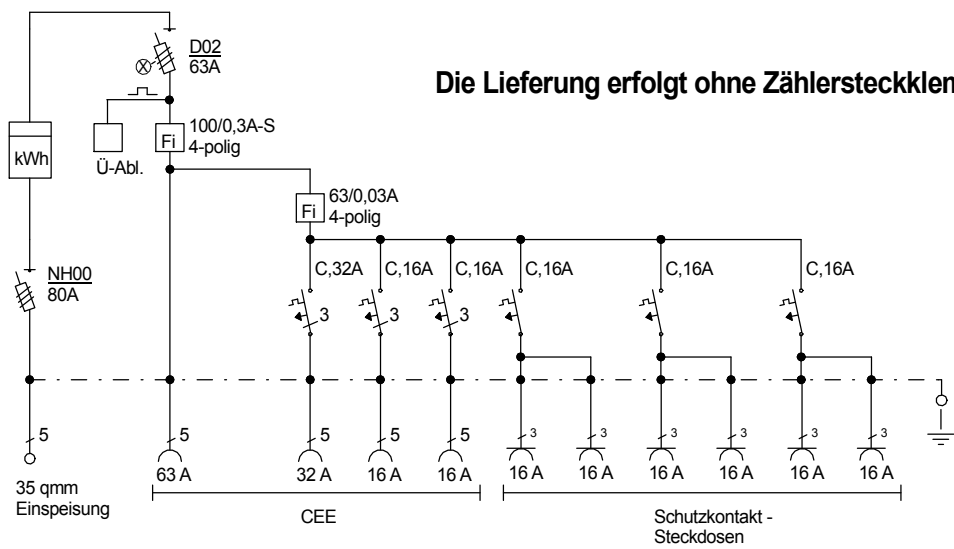 D02
63A
Die Lieferung erfolgt ohne
100/0,3A-S
4-polig
Fi
kWh
Ü-Abl.
63/0,03A
4-polig
Fi
NH00
80A
C,32A C,16A C,16A C,16A C,16A C,16A
3 3 3
5 5 5 5 5 3 3 3 3 3 3
63 A 32 A 16 A 16 A 16 A 16 A 16 A 16 A 16 A 16 A
35 qmm
Einspeisung
CEE
Schutzkontakt -
Steckdosen